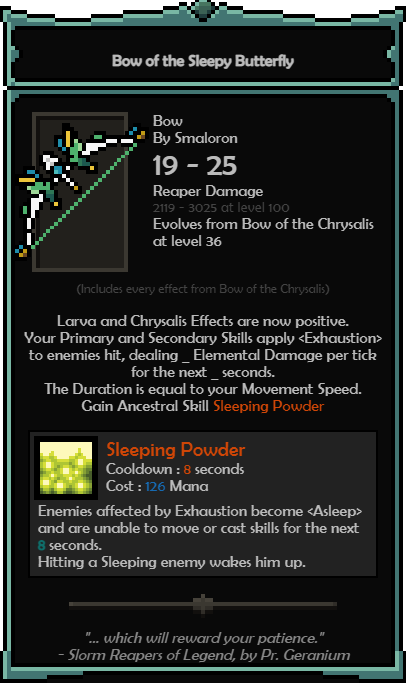 Bow of the Sleepy Butterfly
Bow
By Smaloron
19 - 25
Reaper Damage
2119 - 3025 at level 100
Evolves from Bow of the Chrysalis
at level 36
(Includes every effect from Bow of the Chrysalis)
Larva and Chrysalis Effects are now positive.
Your Primary and Secondary Skills apply <Exhaustion>
to enemies hit, dealing _ Elemental Damage per tick
for the next _ seconds.
The Duration is equal to your Movement Speed.
Gain Ancestral Skill Sleeping Powder
Sleeping Powder
Cooldown : 8 seconds
Cost : 126 Mana
Enemies affected by Exhaustion become <Asleep>
and are unable to move or cast skills for the next
8 seconds.
Hitting a Sleeping enemy wakes him up.
"... which will reward your patience."
- Slorm Reapers of Legend, by Pr. Geranium